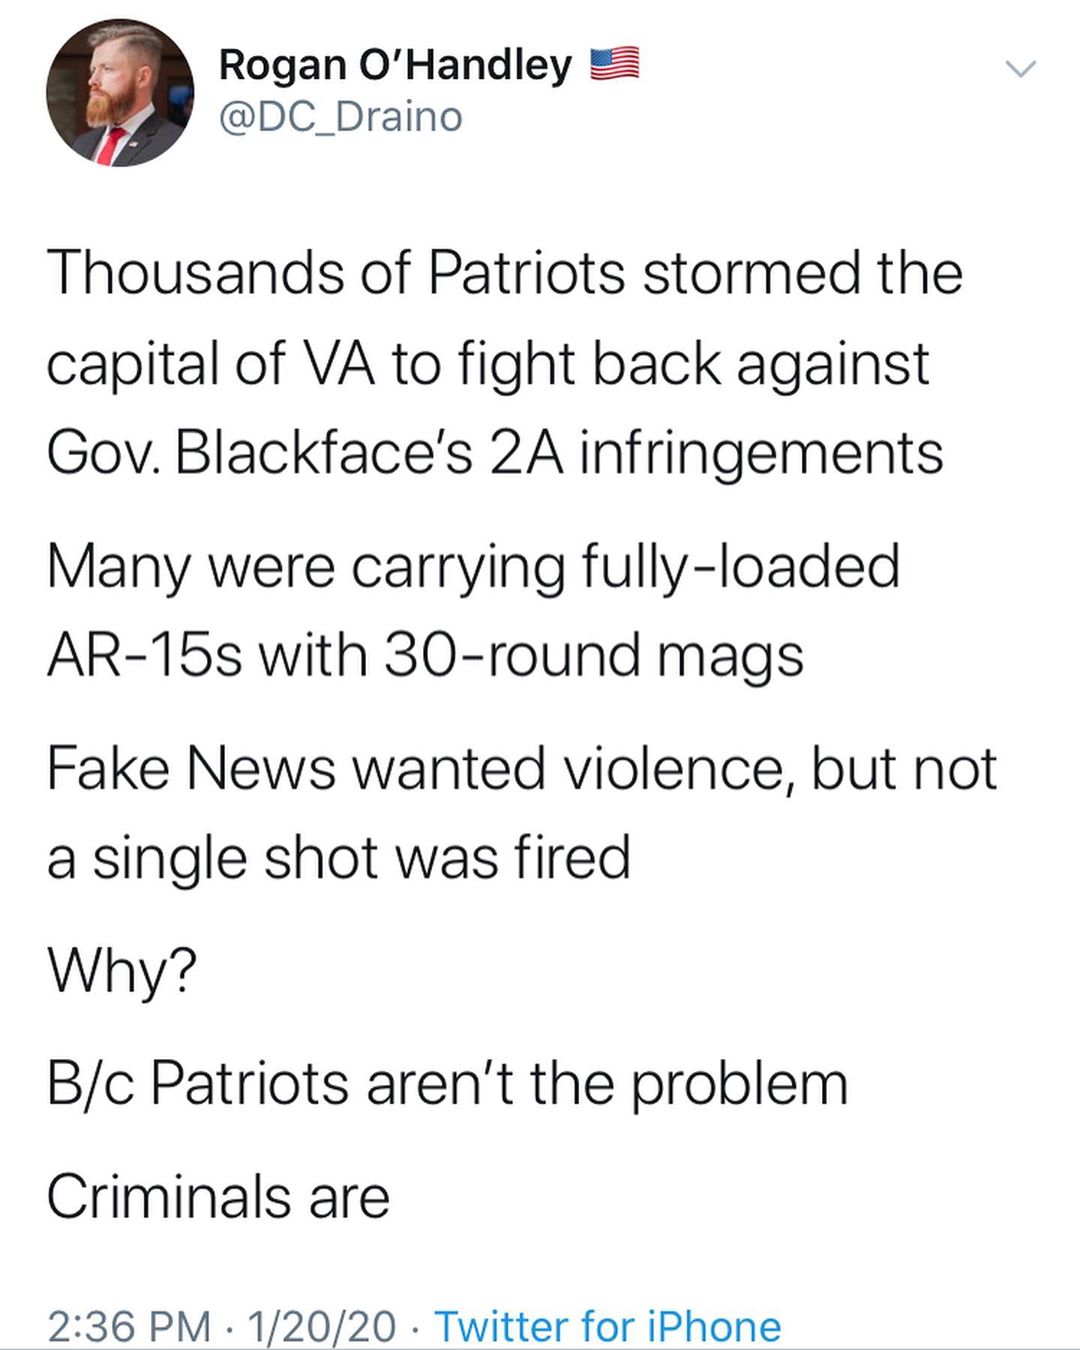 Rogan O’Handley 🇺🇸
@DC_Draino
Thousands of Patriots stormed the
capital of VA to fight back against
Gov. Blackface’s 2A infringements
Many were carrying fully-loaded
AR-15s with 30-round mags
Fake News wanted violence, but not
a single shot was fired
Why?
B/c Patriots aren’t the problem
Criminals are
2:36 PM · 1/20/20 · Twitter for iPhone